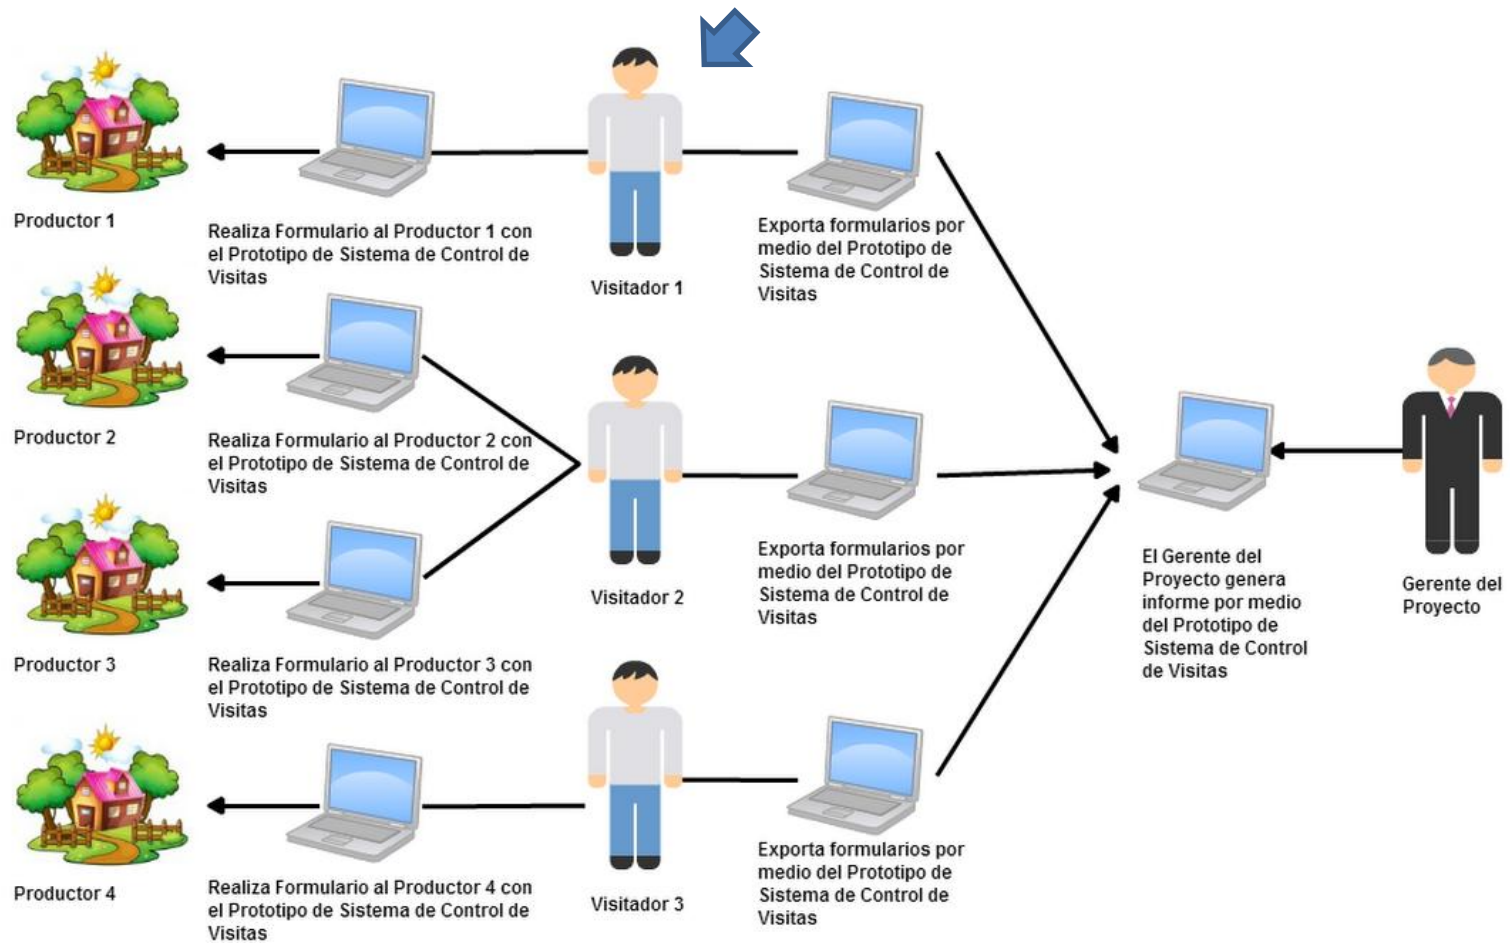 Productor 1
Realiza Formulario al Productor 1 con
el Prototipo de Sistema de Control de
Visitas
Visitador 1
Exporta formularios por
medio del Prototipo de
Sistema de Control de
Visitas
Productor 2
Realiza Formulario al Productor 2 con
el Prototipo de Sistema de Control de
Visitas
Productor 3
Realiza Formulario al Productor 3 con
el Prototipo de Sistema de Control de
Visitas
Visitador 2
Exporta formularios por
medio del Prototipo de
Sistema de Control de
Visitas
Productor 4
Realiza Formulario al Productor 4 con
el Prototipo de Sistema de Control de
Visitas
Visitador 3
Exporta formularios por
medio del Prototipo de
Sistema de Control de
Visitas
El Gerente del
Proyecto genera
informe por medio
del Prototipo de
Sistema de Control
de Visitas
Gerente del
Proyecto